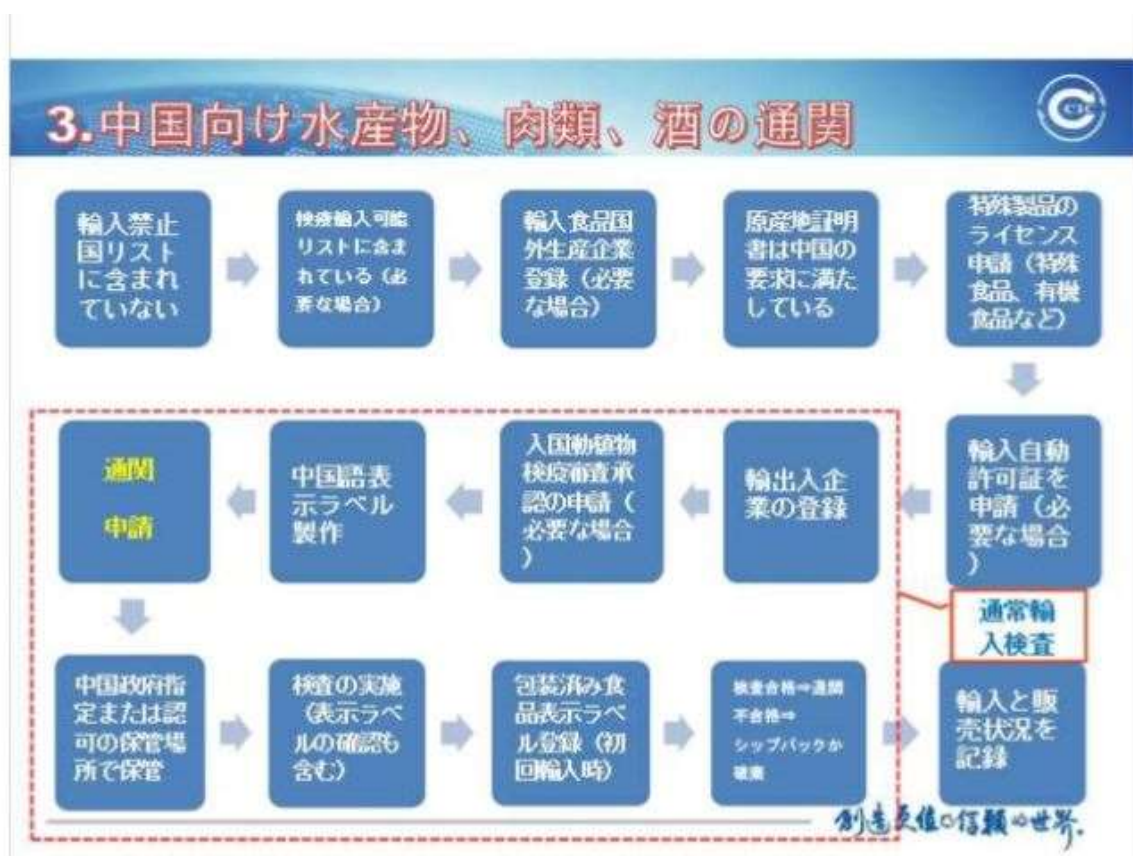 3.中国向け水産物、肉類、酒の通関
CIC
輸入禁止
国リスト
に含まれ
ていない
検疫輸入可能
リストに含ま
れている（必
要な場合）
輸入食品国
外生産企業
登録（必要
な場合）
原産地証明
書は中国の
要求に満た
している
特殊製品の
ライセンス
申請（特殊
食品、有機
食品など）
輸入自動
許可証を
申請（必
要な場合
）
輸出入企
業の登録
入国動植物
検疫審査承
認の申請（
必要な場合
）
中国語表
示ラベル
製作
通関
申請
通常輸
入検査
中国政府指
定または認
可の保管場
所で保管
検査の実施
（表示ラベ
ルの確認も
含む）
包装済み食
品表示ラベ
ル登録（初
回輸入時）
検査合格⇒通関
不合格⇒
シップバックか
破棄
輸入と販
売状況を
記録